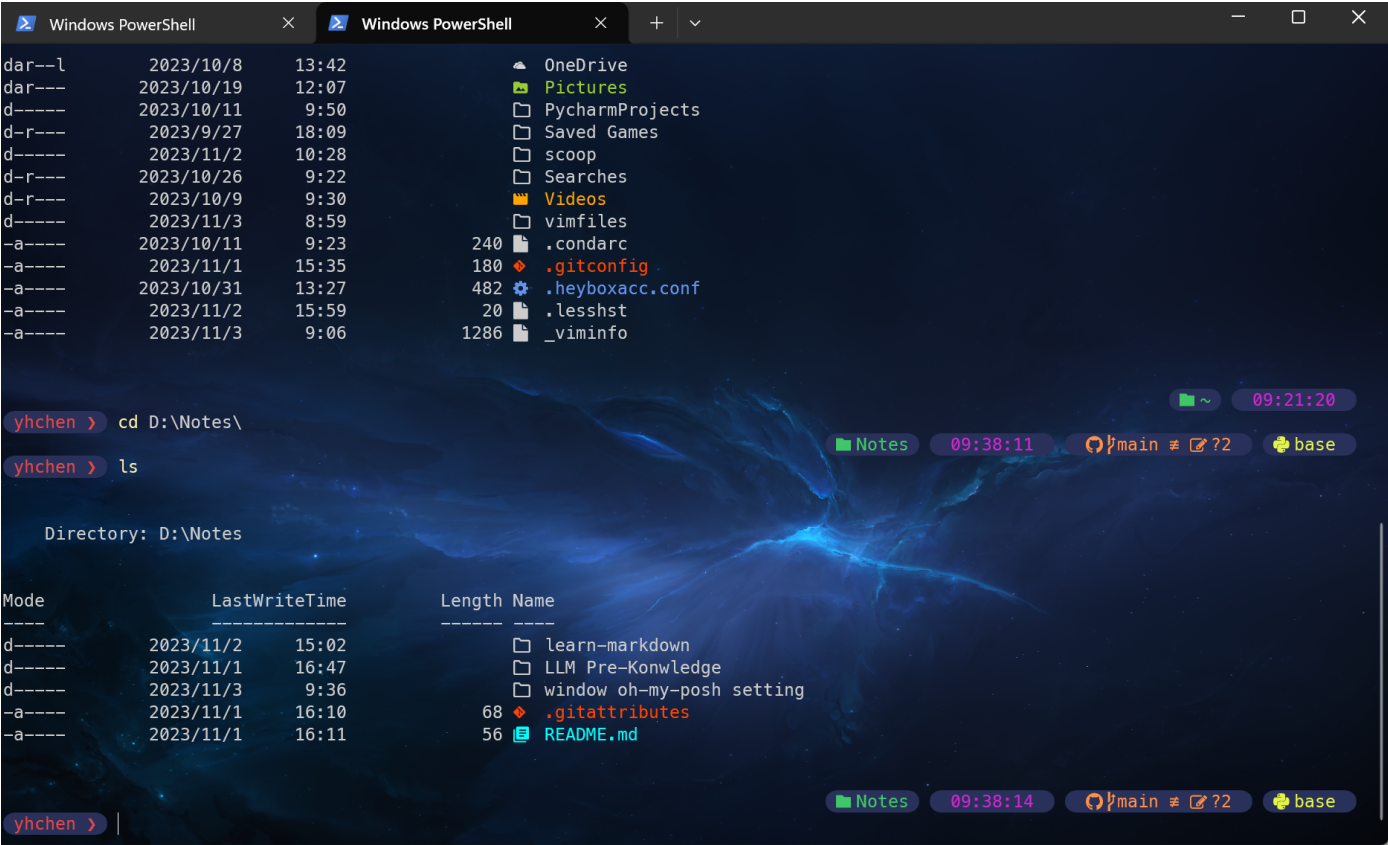 Windows PowerShell Windows PowerShell
dar--l 2023/10/8 13:42 OneDrive
dar--- 2023/10/19 12:07 Pictures
d----- 2023/10/11 9:50 PycharmProjects
d-r--- 2023/9/27 18:09 Saved Games
d----- 2023/11/2 10:28 scoop
d-r--- 2023/10/26 9:22 Searches
d-r--- 2023/10/9 9:30 Videos
d----- 2023/11/3 8:59 vimfiles
-a---- 2023/10/11 9:23 240 .condarc
-a---- 2023/11/1 15:35 180 .gitconfig
-a---- 2023/10/31 13:27 482 .heyboxacc.conf
-a---- 2023/11/2 15:59 20 .lesshst
-a---- 2023/11/3 9:06 1286 _viminfo
~ 09:21:20
yhchen ❯ cd D:\Notes\
Notes 09:38:11 main ≢ ?2 base
yhchen ❯ ls
Directory: D:\Notes
Mode LastWriteTime Length Name
---- ------------- ------ ----
d----- 2023/11/2 15:02 learn-markdown
d----- 2023/11/1 16:47 LLM Pre-Konwledge
d----- 2023/11/3 9:36 window oh-my-posh setting
-a---- 2023/11/1 16:10 68 .gitattributes
-a---- 2023/11/1 16:11 56 README.md
Notes 09:38:14 main ≢ ?2 base
yhchen ❯